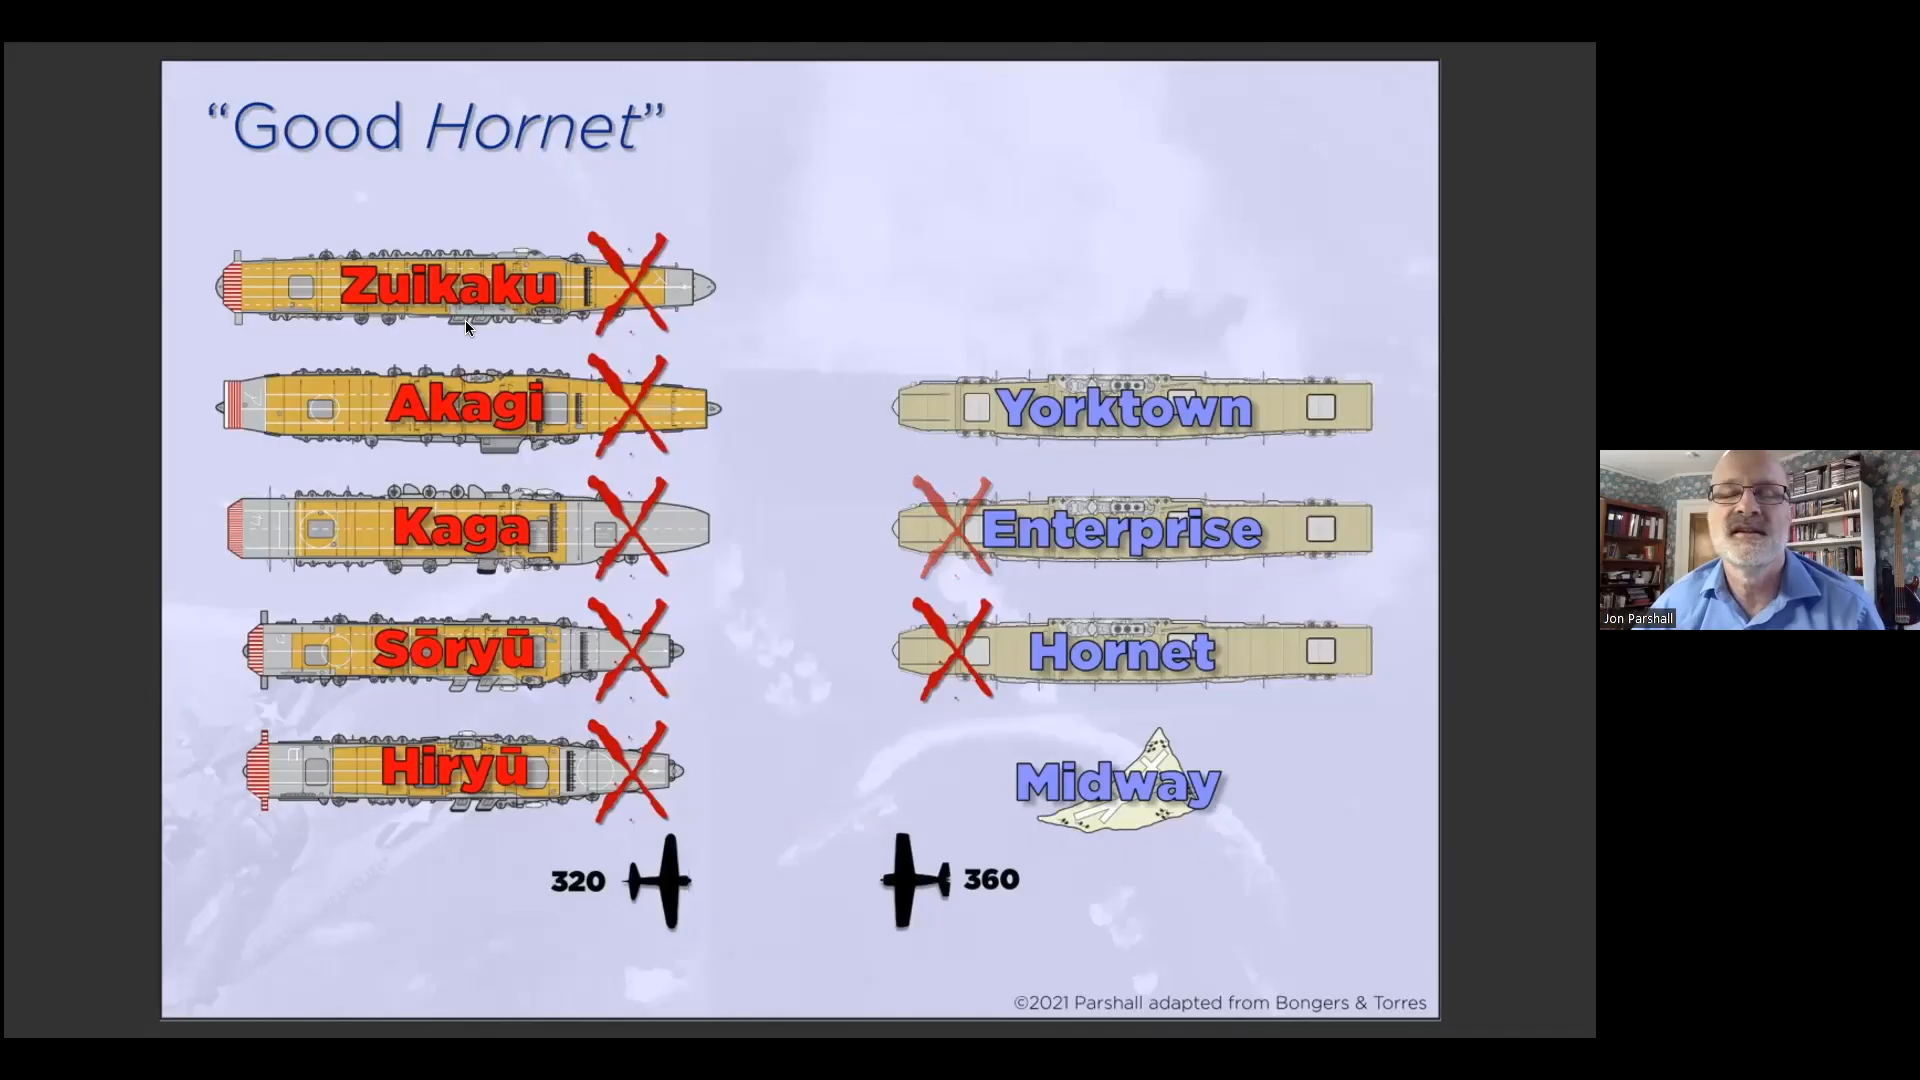 “Good Hornet”
Zuikaku
Akagi
Kaga
Sōryū
Hiryū
320
Yorktown
Enterprise
Hornet
Midway
360
©2021 Parshall adapted from Bongers & Torres
Jon Parshall